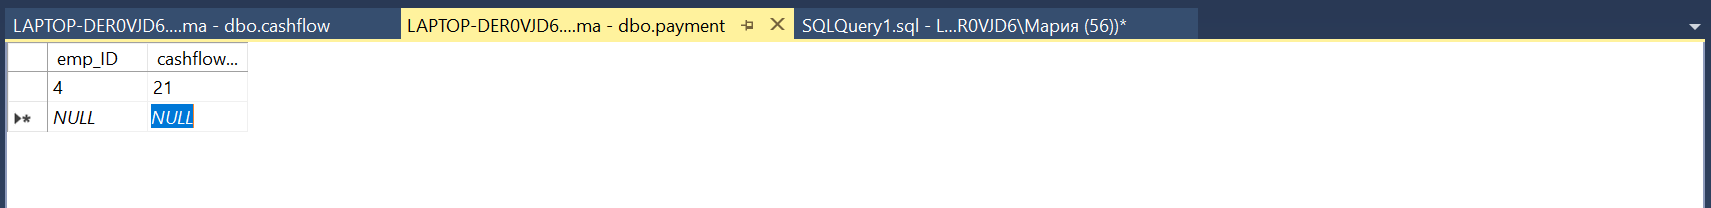 LAPTOP-DER0VJD6....ma - dbo.cashflow LAPTOP-DER0VJD6....ma - dbo.payment SQLQuery1.sql - L...R0VJD6\Мария (56))*
emp_ID cashflow...
4 21
NULL NULL